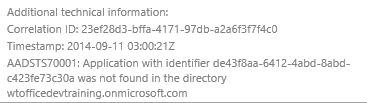 Additional technical information:
Correlation ID: 23ef28d3-bffa-4171-97db-a2a6f3f7f4c0
Timestamp: 2014-09-11 03:00:21Z
AADSTS70001: Application with identifier de43f8aa-6412-4abd-8abd-
c423fe73c30a was not found in the directory
wtofficedevtraining.onmicrosoft.com